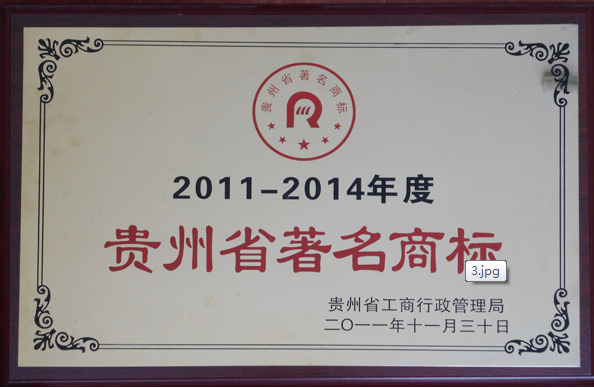 贵州省著名商标
2011-2014年度
贵州省著名商标
3.jpg
贵州省工商行政管理局
二〇一一年十一月三十日